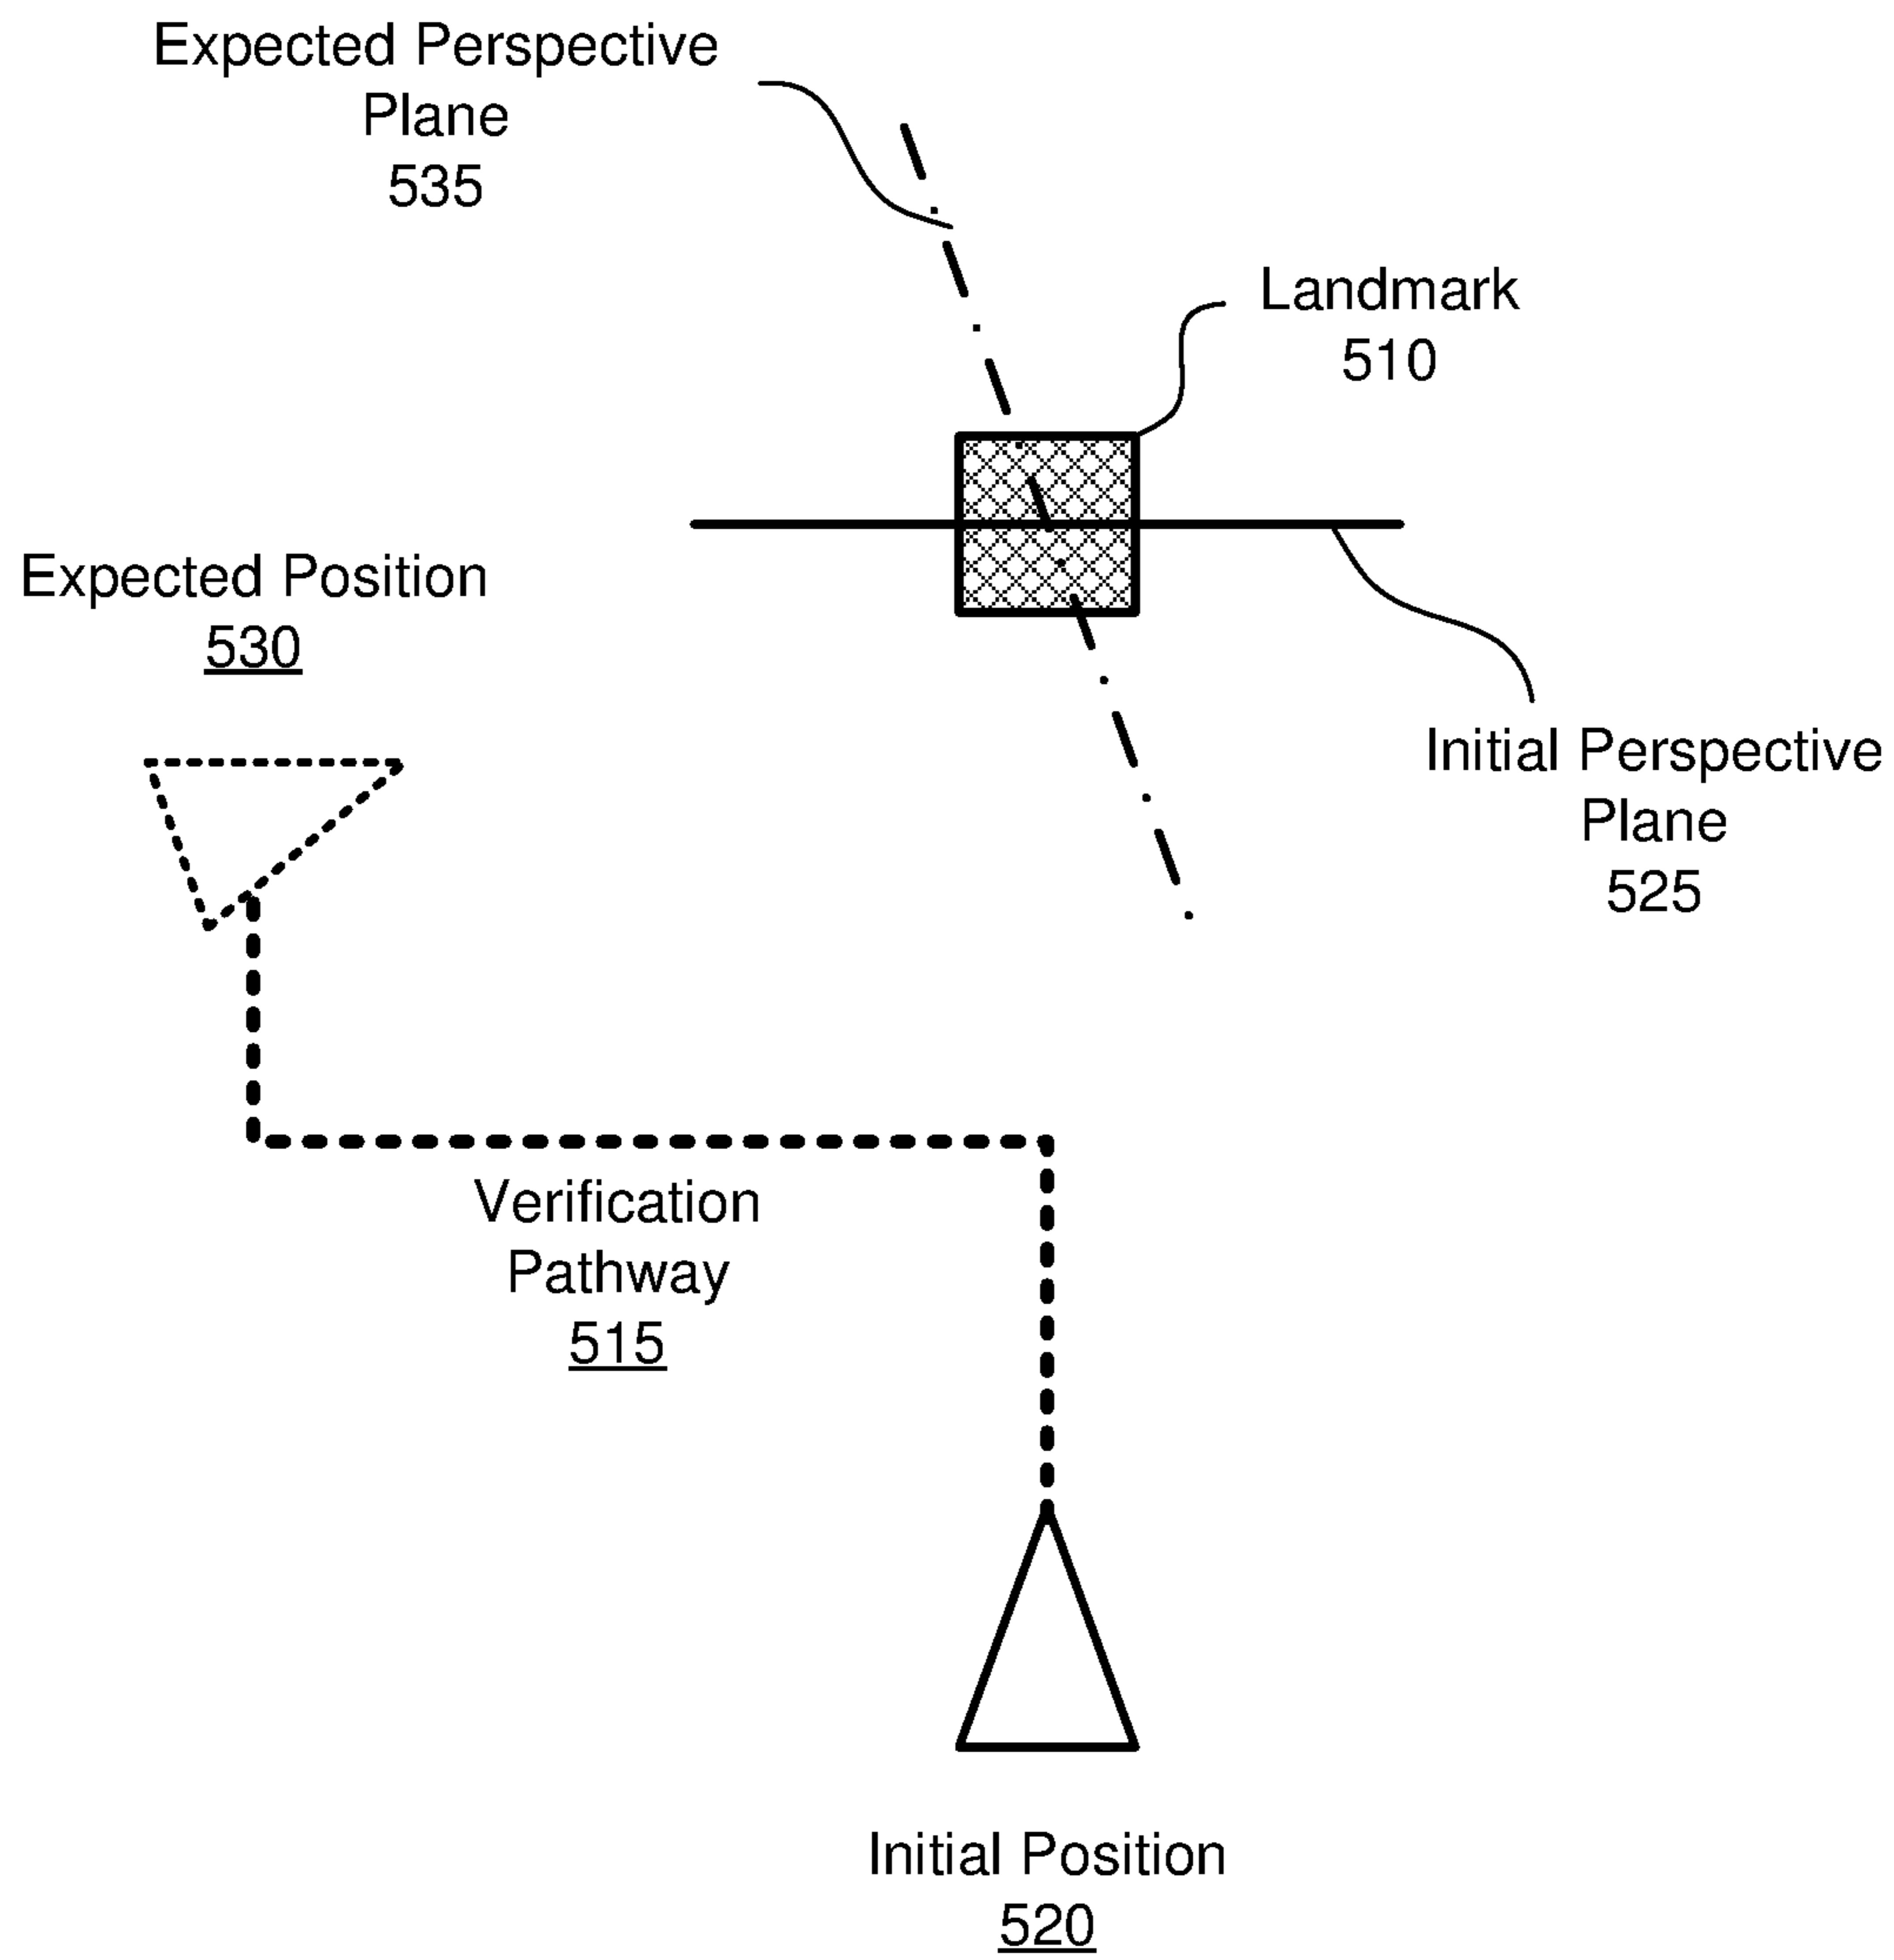 Expected Perspective
Plane
535
Landmark
510
Expected Position
530
Initial Perspective
Plane
525
Verification
Pathway
515
Initial Position
520